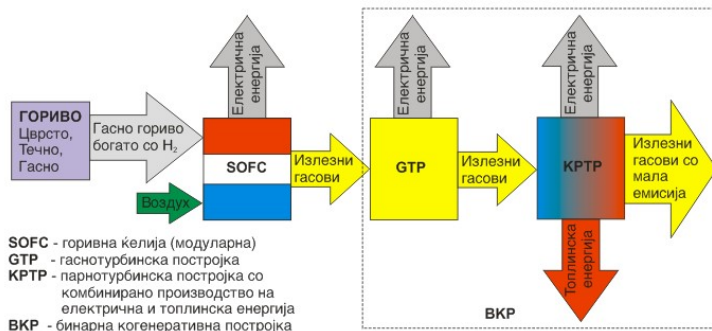 ГОРИВО
Цврсто,
Течно,
Гасно
Гасно гориво
богато со H₂
Воздух
Електрична
енергија
SOFC
Излезни
гасови
Електрична
енергија
GTP
Излезни
гасови
Електрична
енергија
KPTP
Топлинска
енергија
Излезни
гасови со
мала
емисија
BKP
SOFC - горивна ќелија (модуларна)
GTP - гаснотурбинска постројка
KPTP - парнотурбинска постројка со
комбинирано производство на
електрична и топлинска енергија
BKP - бинарна когенеративна постројка